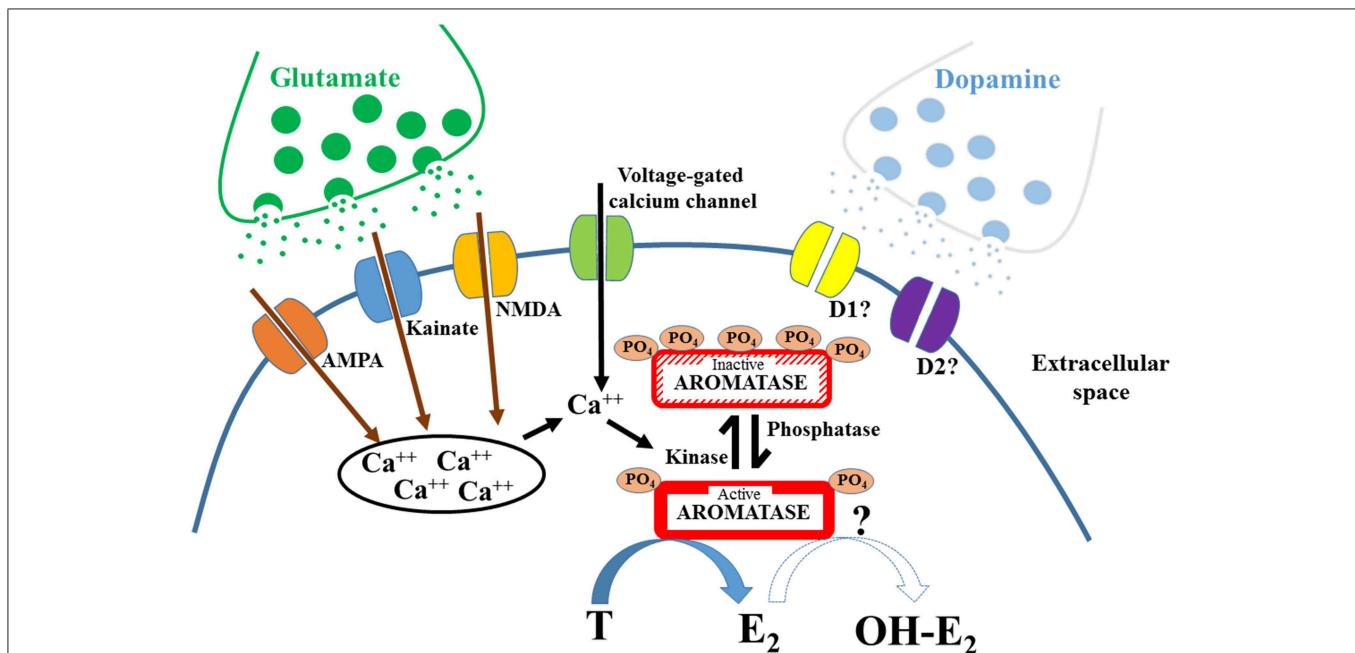 Glutamate
Dopamine
Voltage-gated
calcium channel
NMDA
Kainate
AMPA
D1?
D2?
Extracellular
space
PO₄ PO₄ PO₄ PO₄ PO₄
Inactive
AROMATASE
Ca⁺⁺
Phosphatase
Kinase
Ca⁺⁺ Ca⁺⁺
Ca⁺⁺ Ca⁺⁺
PO₄ PO₄
Active
AROMATASE
?
T E₂ OH-E₂